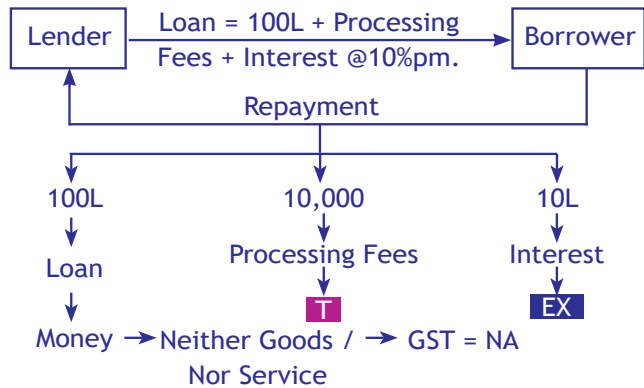 Lender
Loan = 100L + Processing
Fees + Interest @10%pm.
Borrower
Repayment
100L
10,000
10L
Loan
Processing Fees
Interest
T
EX
Money
Neither Goods /
Nor Service
GST = NA